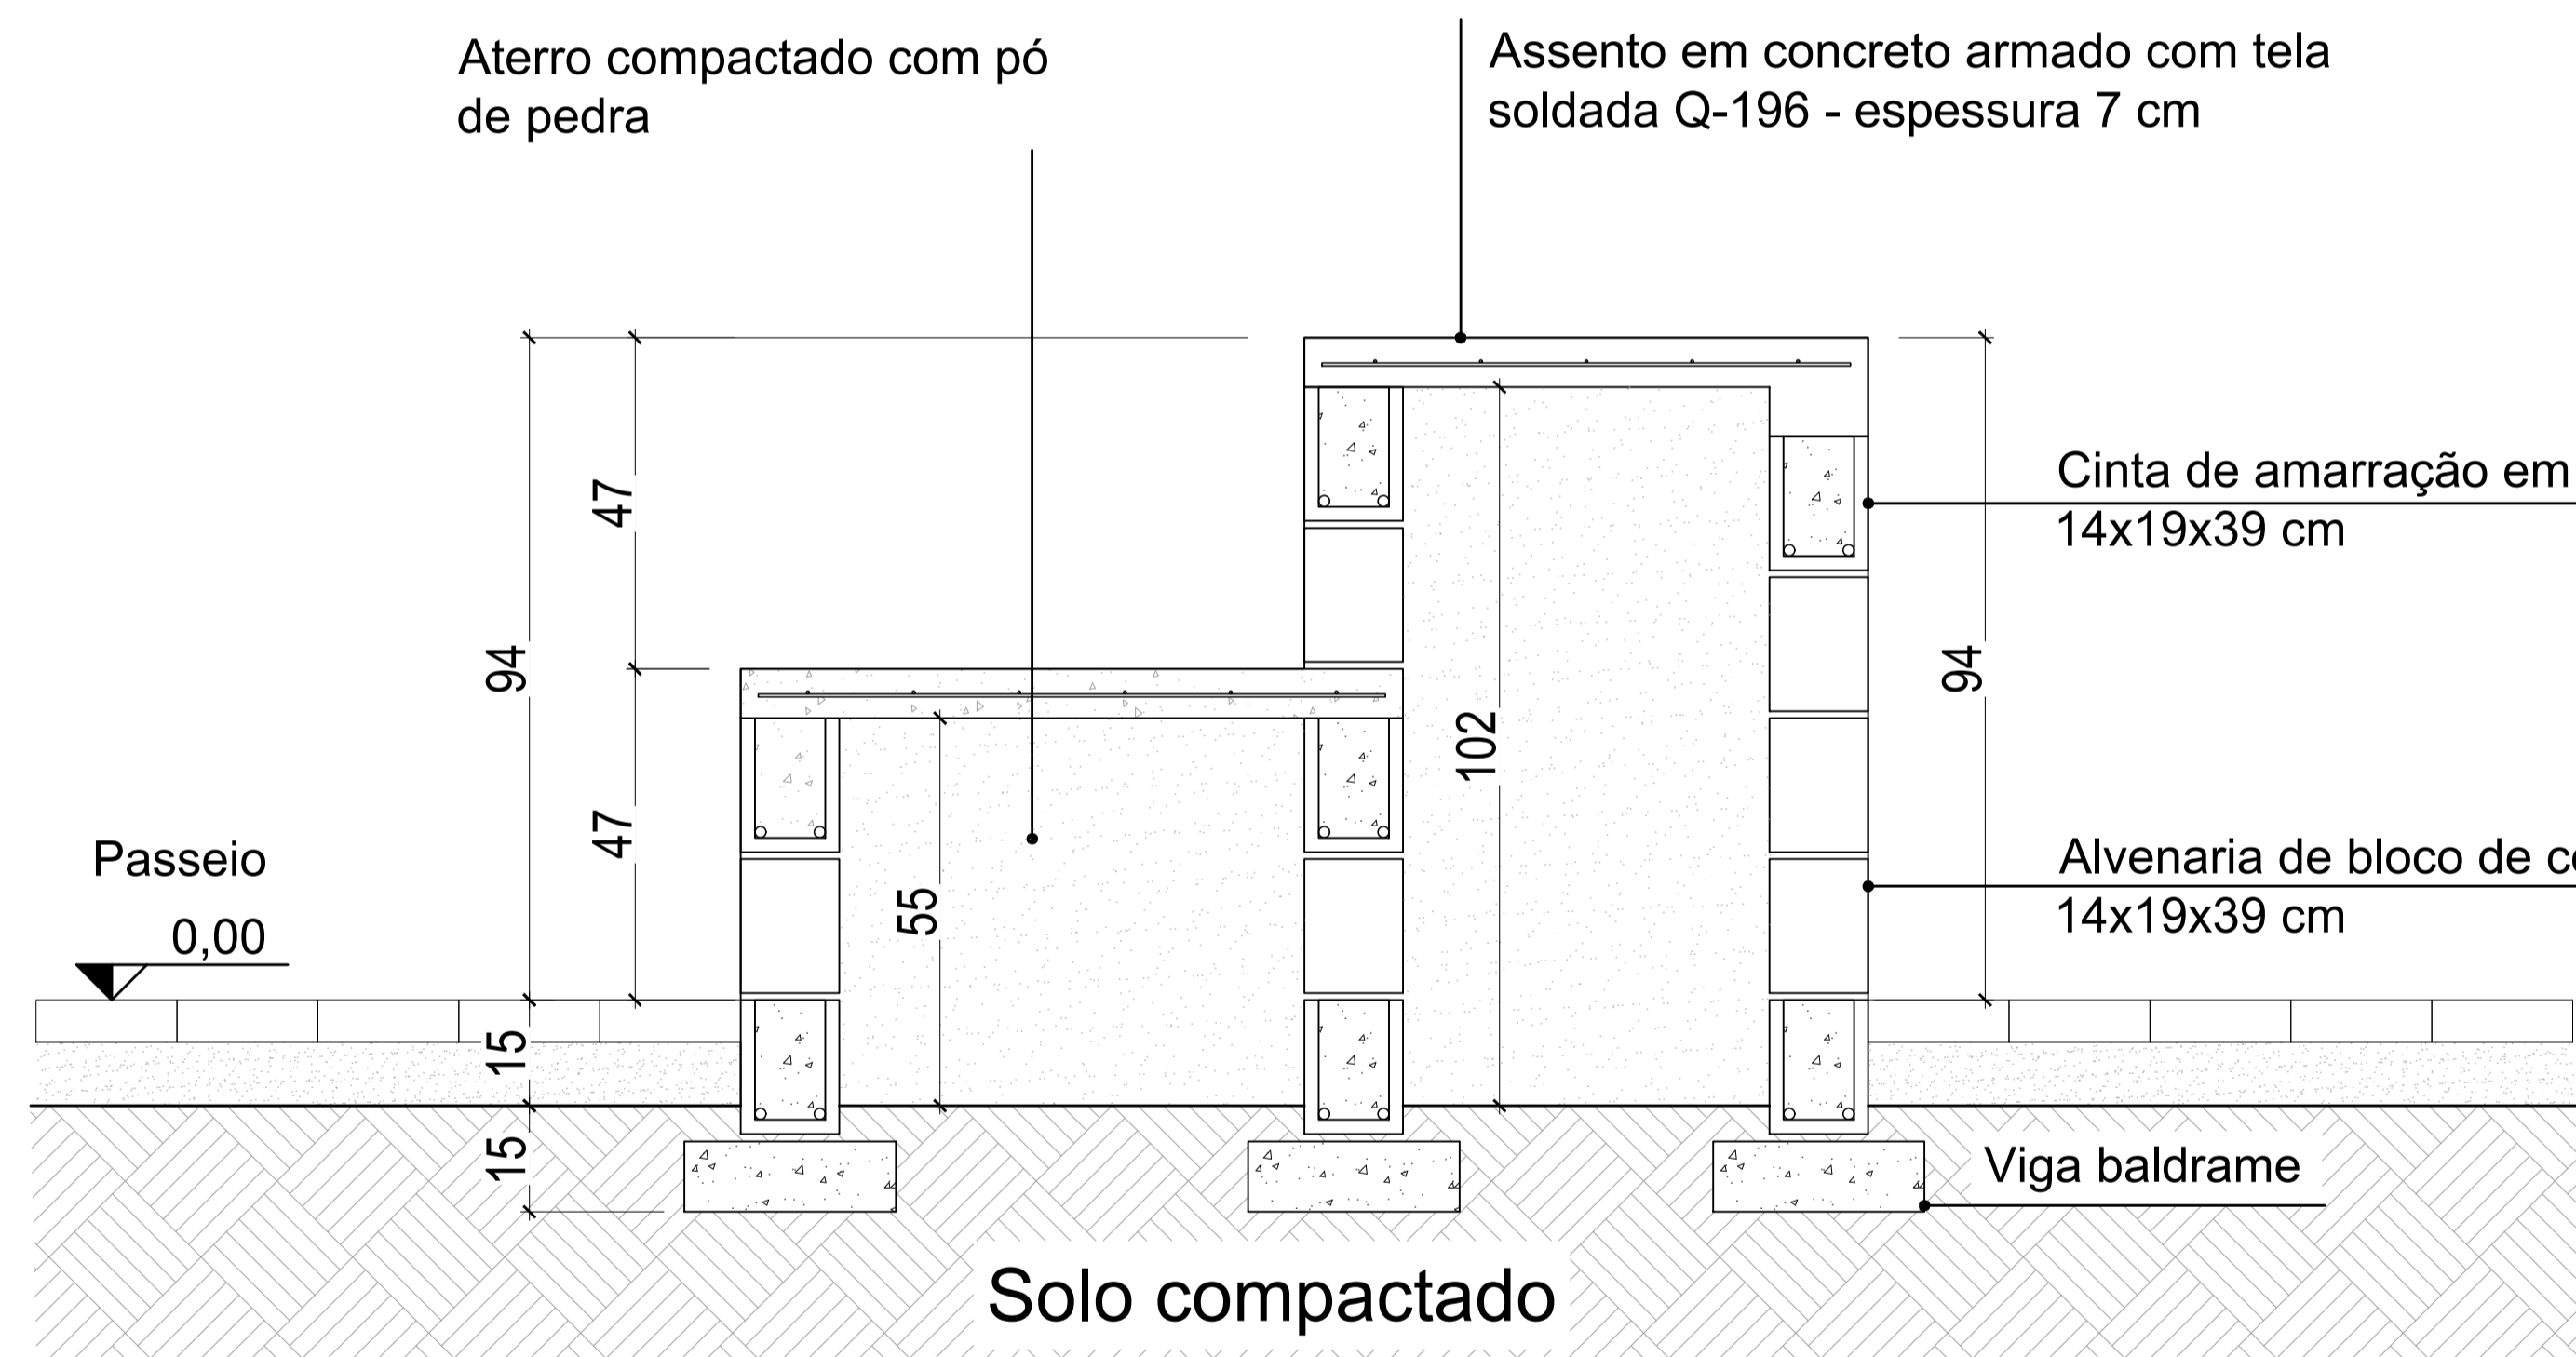 Aterro compactado com pó
de pedra
Assento em concreto armado com tela
soldada Q-196 - espessura 7 cm
47
94
47
Cinta de amarração em
14x19x39 cm
94
102
55
Passeio
0,00
Alvenaria de bloco de
14x19x39 cm
15
15
Viga baldrame
Solo compactado